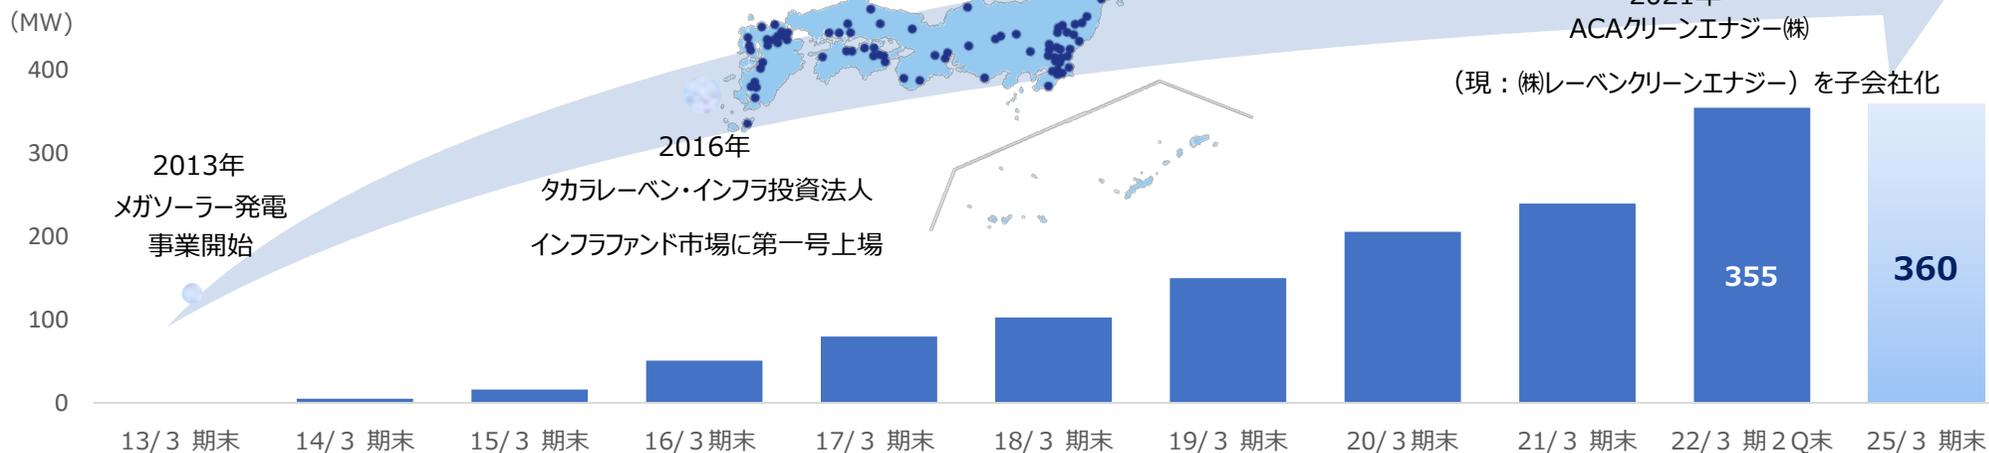 2021年
(MW)
ACAクリーンエナジー㈱
(現：㈱レーベンクリーンエナジー）を子会社化
400
300
200
100
0
2013年
メガソーラー発電
事業開始
2016年
タカラレーベン・インフラ投資法人
インフラファンド市場に第一号上場
355
360
13/３ 期末
14/３ 期末
15/３ 期末
16/３期末
17/３ 期末
18/３ 期末
19/３ 期末
20/３期末
21/３ 期末
22/３ 期２Q末
25/３ 期末